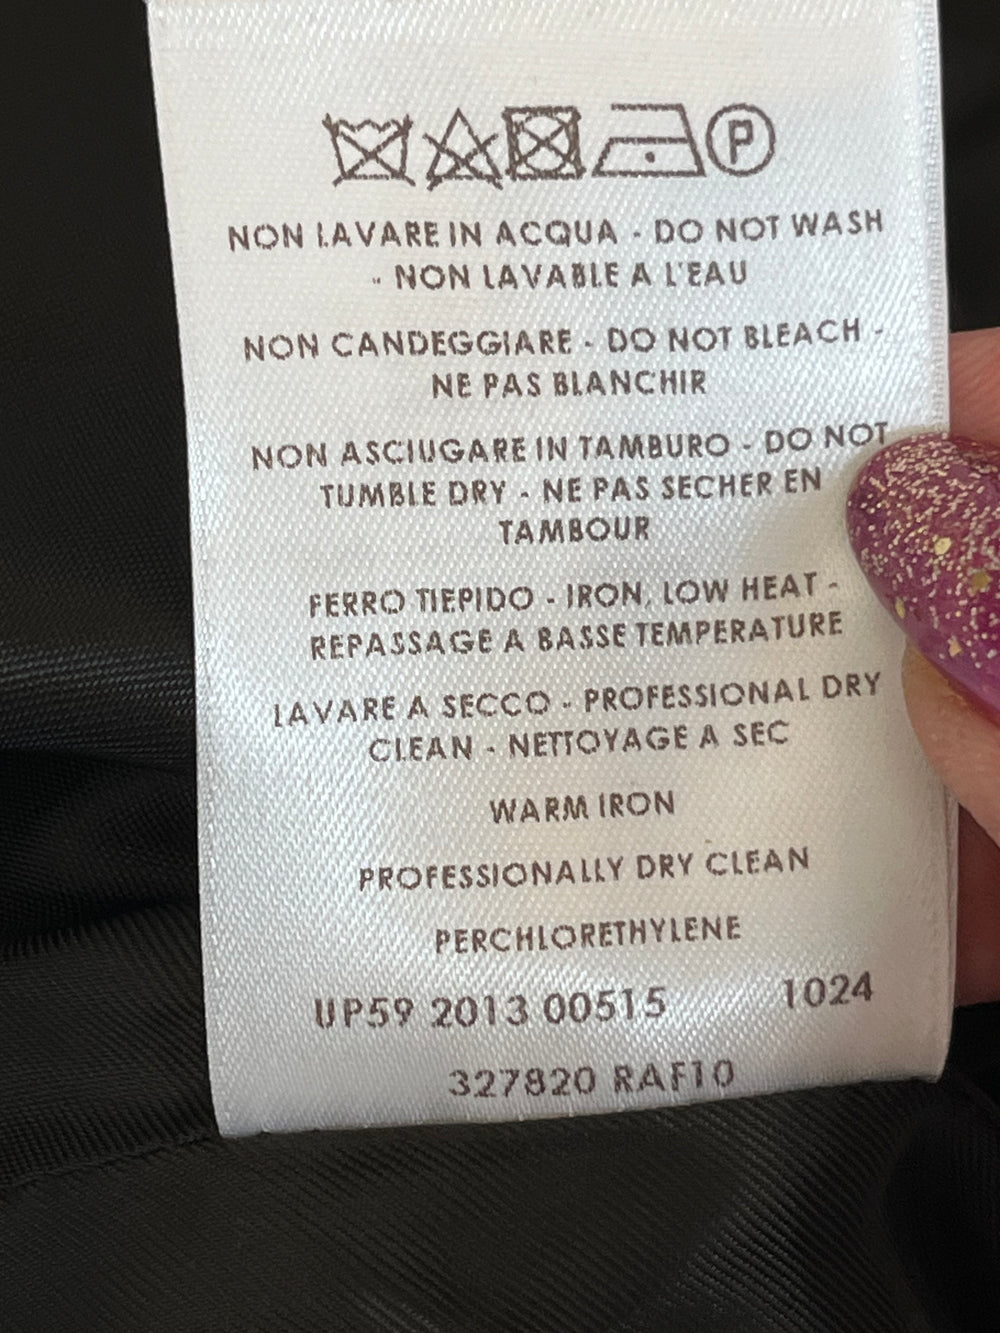 P
NON LAVARE IN ACQUA - DO NOT WASH
- NON LAVABLE A L'EAU
NON CANDEGGIARE - DO NOT BLEACH -
NE PAS BLANCHIR
NON ASCIUGARE IN TAMBURO - DO NOT
TUMBLE DRY - NE PAS SECHER EN
TAMBOUR
FERRO TIEPIDO - IRON, LOW HEAT -
REPASSAGE A BASSE TEMPERATURE
LAVARE A SECCO - PROFESSIONAL DRY
CLEAN - NETTOYAGE A SEC
WARM IRON
PROFESSIONALLY DRY CLEAN
PERCHLORETHYLENE
UP59 2013 00515 1024
327820 RAF10